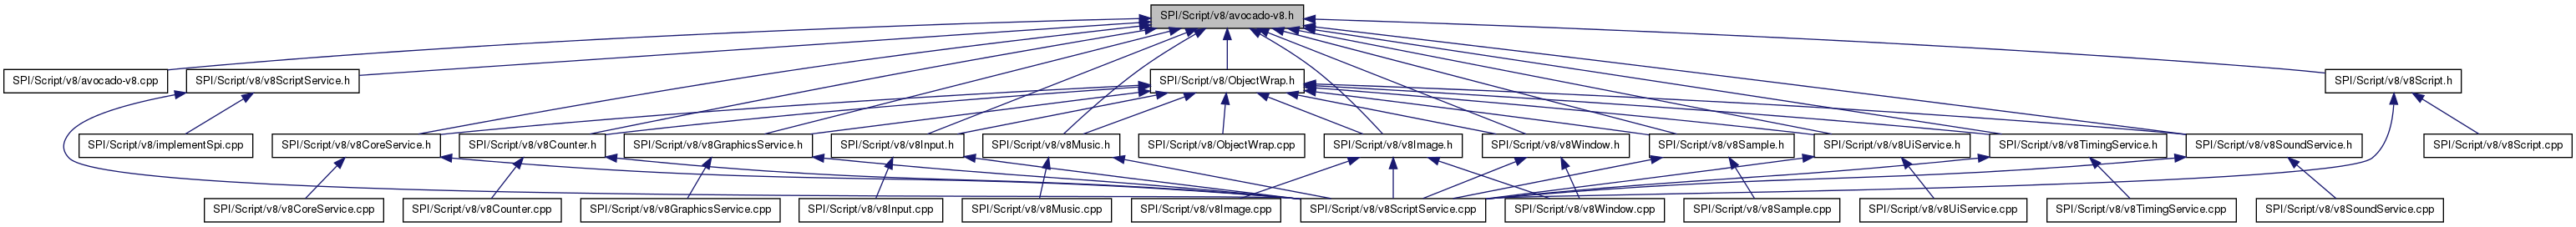 SPI/Script/v8/avocado-v8.h
SPI/Script/v8/avocado-v8.cpp
SPI/Script/v8/v8ScriptService.h
SPI/Script/v8/ObjectWrap.h
SPI/Script/v8/v8Script.h
SPI/Script/v8/implementSpi.cpp
SPI/Script/v8/v8CoreService.h
SPI/Script/v8/v8Counter.h
SPI/Script/v8/v8GraphicsService.h
SPI/Script/v8/v8Input.h
SPI/Script/v8/v8Music.h
SPI/Script/v8/ObjectWrap.cpp
SPI/Script/v8/v8Image.h
SPI/Script/v8/v8Window.h
SPI/Script/v8/v8Sample.h
SPI/Script/v8/v8UiService.h
SPI/Script/v8/v8TimingService.h
SPI/Script/v8/v8SoundService.h
SPI/Script/v8/v8Script.cpp
SPI/Script/v8/v8CoreService.cpp
SPI/Script/v8/v8Counter.cpp
SPI/Script/v8/v8GraphicsService.cpp
SPI/Script/v8/v8Input.cpp
SPI/Script/v8/v8Music.cpp
SPI/Script/v8/v8Image.cpp
SPI/Script/v8/v8ScriptService.cpp
SPI/Script/v8/v8Window.cpp
SPI/Script/v8/v8Sample.cpp
SPI/Script/v8/v8UiService.cpp
SPI/Script/v8/v8TimingService.cpp
SPI/Script/v8/v8SoundService.cpp